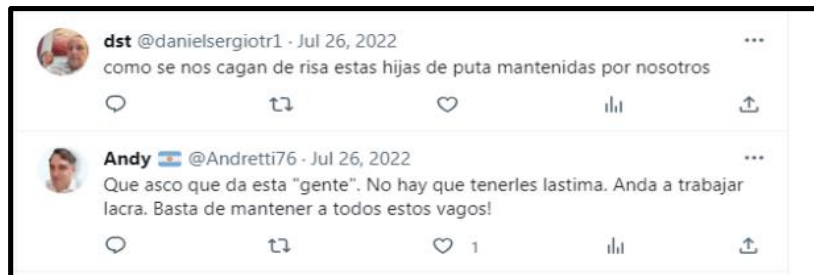 dst @danielsergiotr1 · Jul 26, 2022
como se nos cagan de risa estas hijas de puta mantenidas por nosotros
Andy @Andretti76 · Jul 26, 2022
Que asco que da esta "gente". No hay que tenerles lastima. Anda a trabajar
lacra. Basta de mantener a todos estos vagos!
1